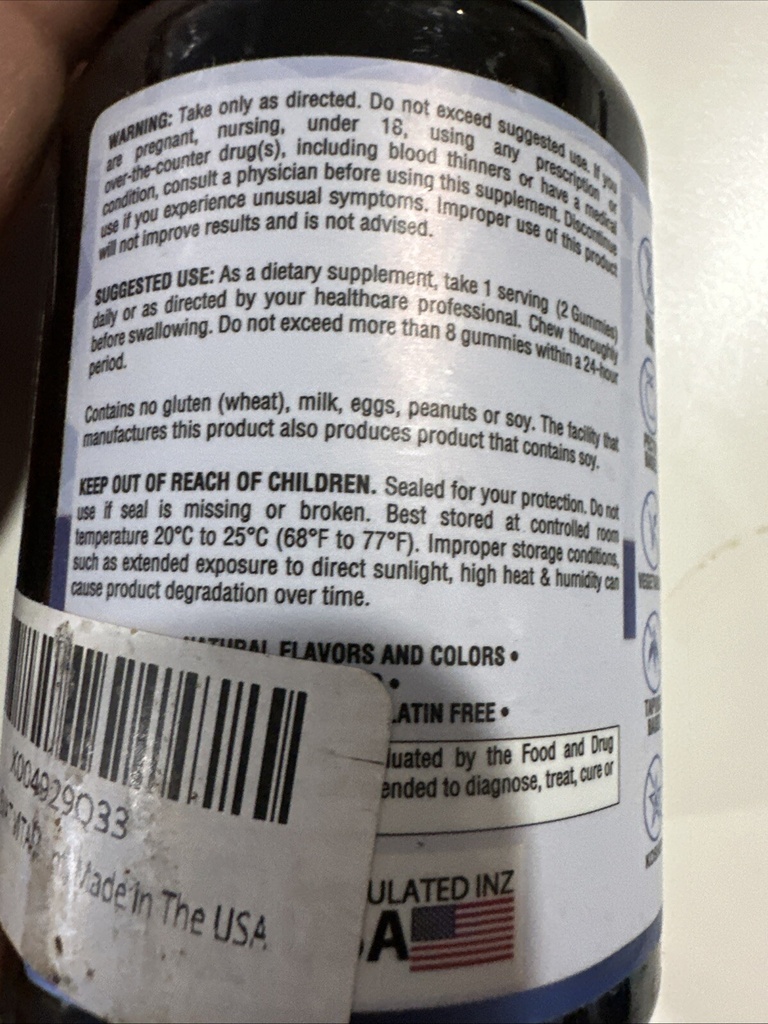 WARNING: Take only as directed. Do not exceed suggested use. If you
are pregnant, nursing, under 18, using any prescription or
over-the-counter drug(s), including blood thinners or have a medical
condition, consult a physician before using this supplement. Discontinue
use if you experience unusual symptoms. Improper use of this product
will not improve results and is not advised.
SUGGESTED USE: As a dietary supplement, take 1 serving (2 Gummies)
daily or as directed by your healthcare professional. Chew thoroughly
before swallowing. Do not exceed more than 8 gummies within a 24-hour
period.
Contains no gluten (wheat), milk, eggs, peanuts or soy. The facility that
manufactures this product also produces product that contains soy.
KEEP OUT OF REACH OF CHILDREN. Sealed for your protection. Do not
use if seal is missing or broken. Best stored at controlled room
temperature 20°C to 25°C (68°F to 77°F). Improper storage conditions,
such as extended exposure to direct sunlight, high heat & humidity can
cause product degradation over time.
NATURAL FLAVORS AND COLORS •
•
LATIN FREE •
luated by the Food and Drug
ended to diagnose, treat, cure or
ULATED INZ
A
X004929Q33
Made in The USA